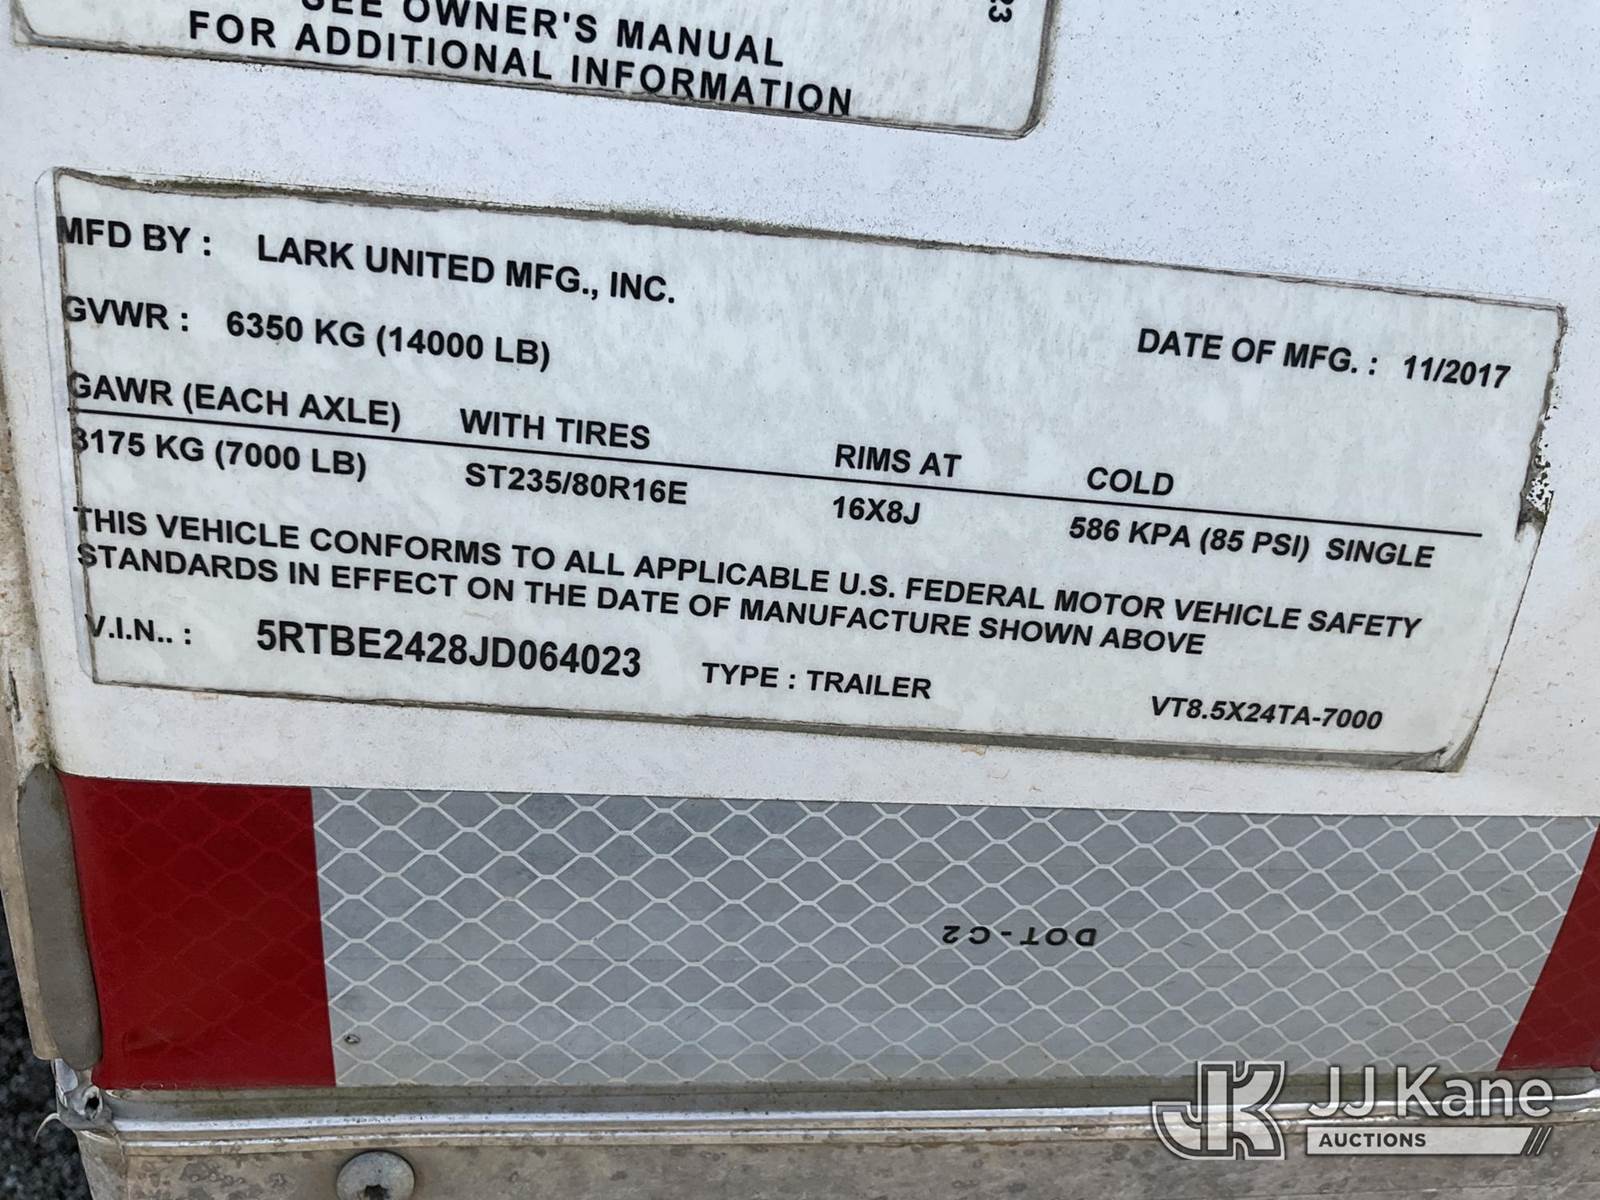 SEE OWNER'S MANUAL
FOR ADDITIONAL INFORMATION
23
MFD BY : LARK UNITED MFG., INC.
GVWR : 6350 KG (14000 LB)
DATE OF MFG. : 11/2017
GAWR (EACH AXLE) WITH TIRES RIMS AT COLD
3175 KG (7000 LB) ST235/80R16E 16X8J 586 KPA (85 PSI) SINGLE
THIS VEHICLE CONFORMS TO ALL APPLICABLE U.S. FEDERAL MOTOR VEHICLE SAFETY
STANDARDS IN EFFECT ON THE DATE OF MANUFACTURE SHOWN ABOVE
V.I.N.. : 5RTBE2428JD064023 TYPE : TRAILER VT8.5X24TA-7000
DOT-C2
JK JJ Kane
AUCTIONS